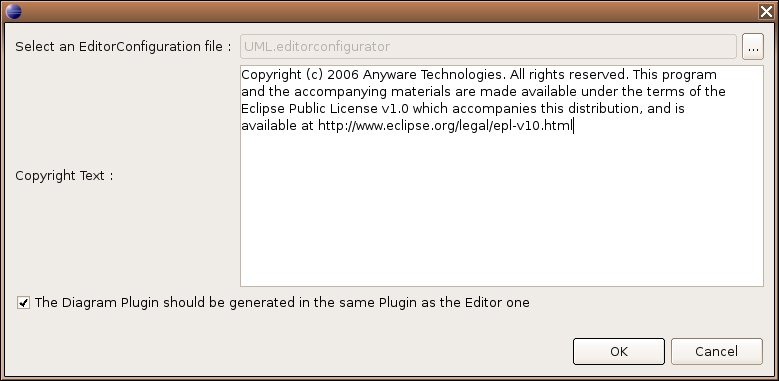 Select an EditorConfiguration file :
UML.editorconfigurator
...
Copyright (c) 2006 Anyware Technologies. All rights reserved. This program
and the accompanying materials are made available under the terms of the
Eclipse Public License v1.0 which accompanies this distribution, and is
available at http://www.eclipse.org/legal/epl-v10.html
Copyright Text :
The Diagram Plugin should be generated in the same Plugin as the Editor one
OK
Cancel